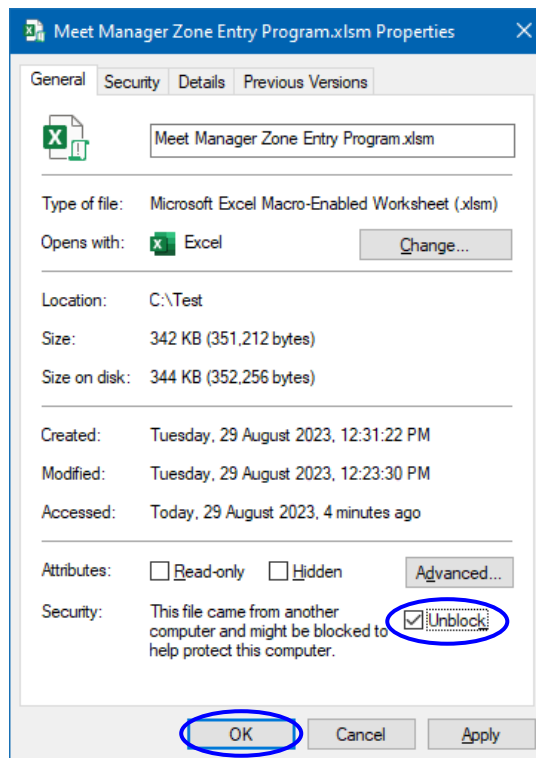 Meet Manager Zone Entry Program.xlsm Properties
General Security Details Previous Versions
Meet Manager Zone Entry Program.xlsm
Type of file: Microsoft Excel Macro-Enabled Worksheet (.xlsm)
Opens with: Excel Change...
Location: C:\Test
Size: 342 KB (351,212 bytes)
Size on disk: 344 KB (352,256 bytes)
Created: Tuesday, 29 August 2023, 12:31:22 PM
Modified: Tuesday, 29 August 2023, 12:23:30 PM
Accessed: Today, 29 August 2023, 4 minutes ago
Attributes: Read-only Hidden Advanced...
Security: This file came from another Unblock
computer and might be blocked to
help protect this computer.
OK Cancel Apply